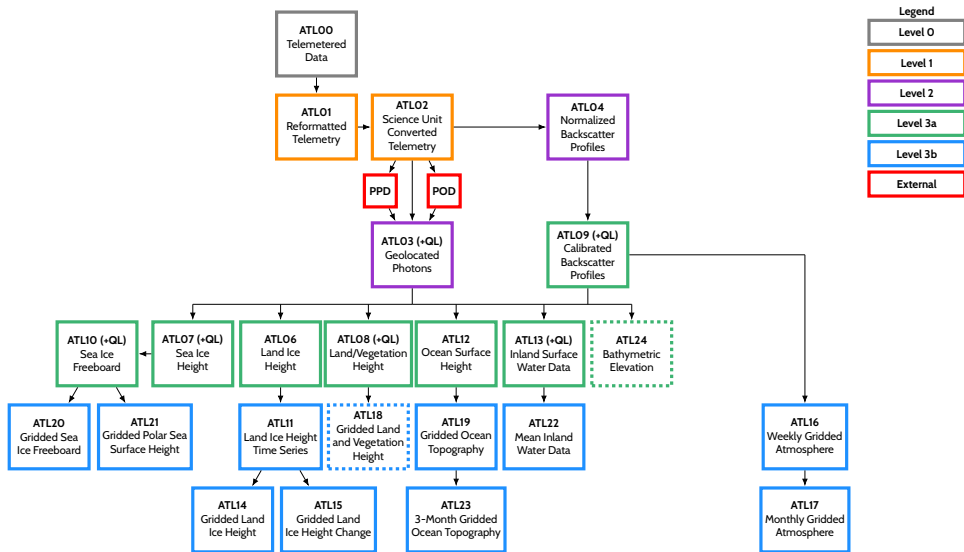 ATL00
Telemetered
Data
Legend
Level 0
Level 1
Level 2
Level 3a
Level 3b
External
ATL01
Reformatted
Telemetry
ATL02
Science Unit
Converted
Telemetry
ATL04
Normalized
Backscatter
Profiles
PPD
POD
ATL03 (+QL)
Geolocated
Photons
ATL09 (+QL)
Calibrated
Backscatter
Profiles
ATL10 (+QL)
Sea Ice
Freeboard
ATL07 (+QL)
Sea Ice
Height
ATL06
Land Ice
Height
ATL08 (+QL)
Land/Vegetation
Height
ATL12
Ocean Surface
Height
ATL13 (+QL)
Inland Surface
Water Data
ATL24
Bathymetric
Elevation
ATL20
Gridded Sea
Ice Freeboard
ATL21
Gridded Polar Sea
Surface Height
ATL11
Land Ice Height
Time Series
ATL18
Gridded Land
and Vegetation
Height
ATL19
Gridded Ocean
Topography
ATL22
Mean Inland
Water Data
ATL16
Weekly Gridded
Atmosphere
ATL14
Gridded Land
Ice Height
ATL15
Gridded Land
Ice Height Change
ATL23
3-Month Gridded
Ocean Topography
ATL17
Monthly Gridded
Atmosphere